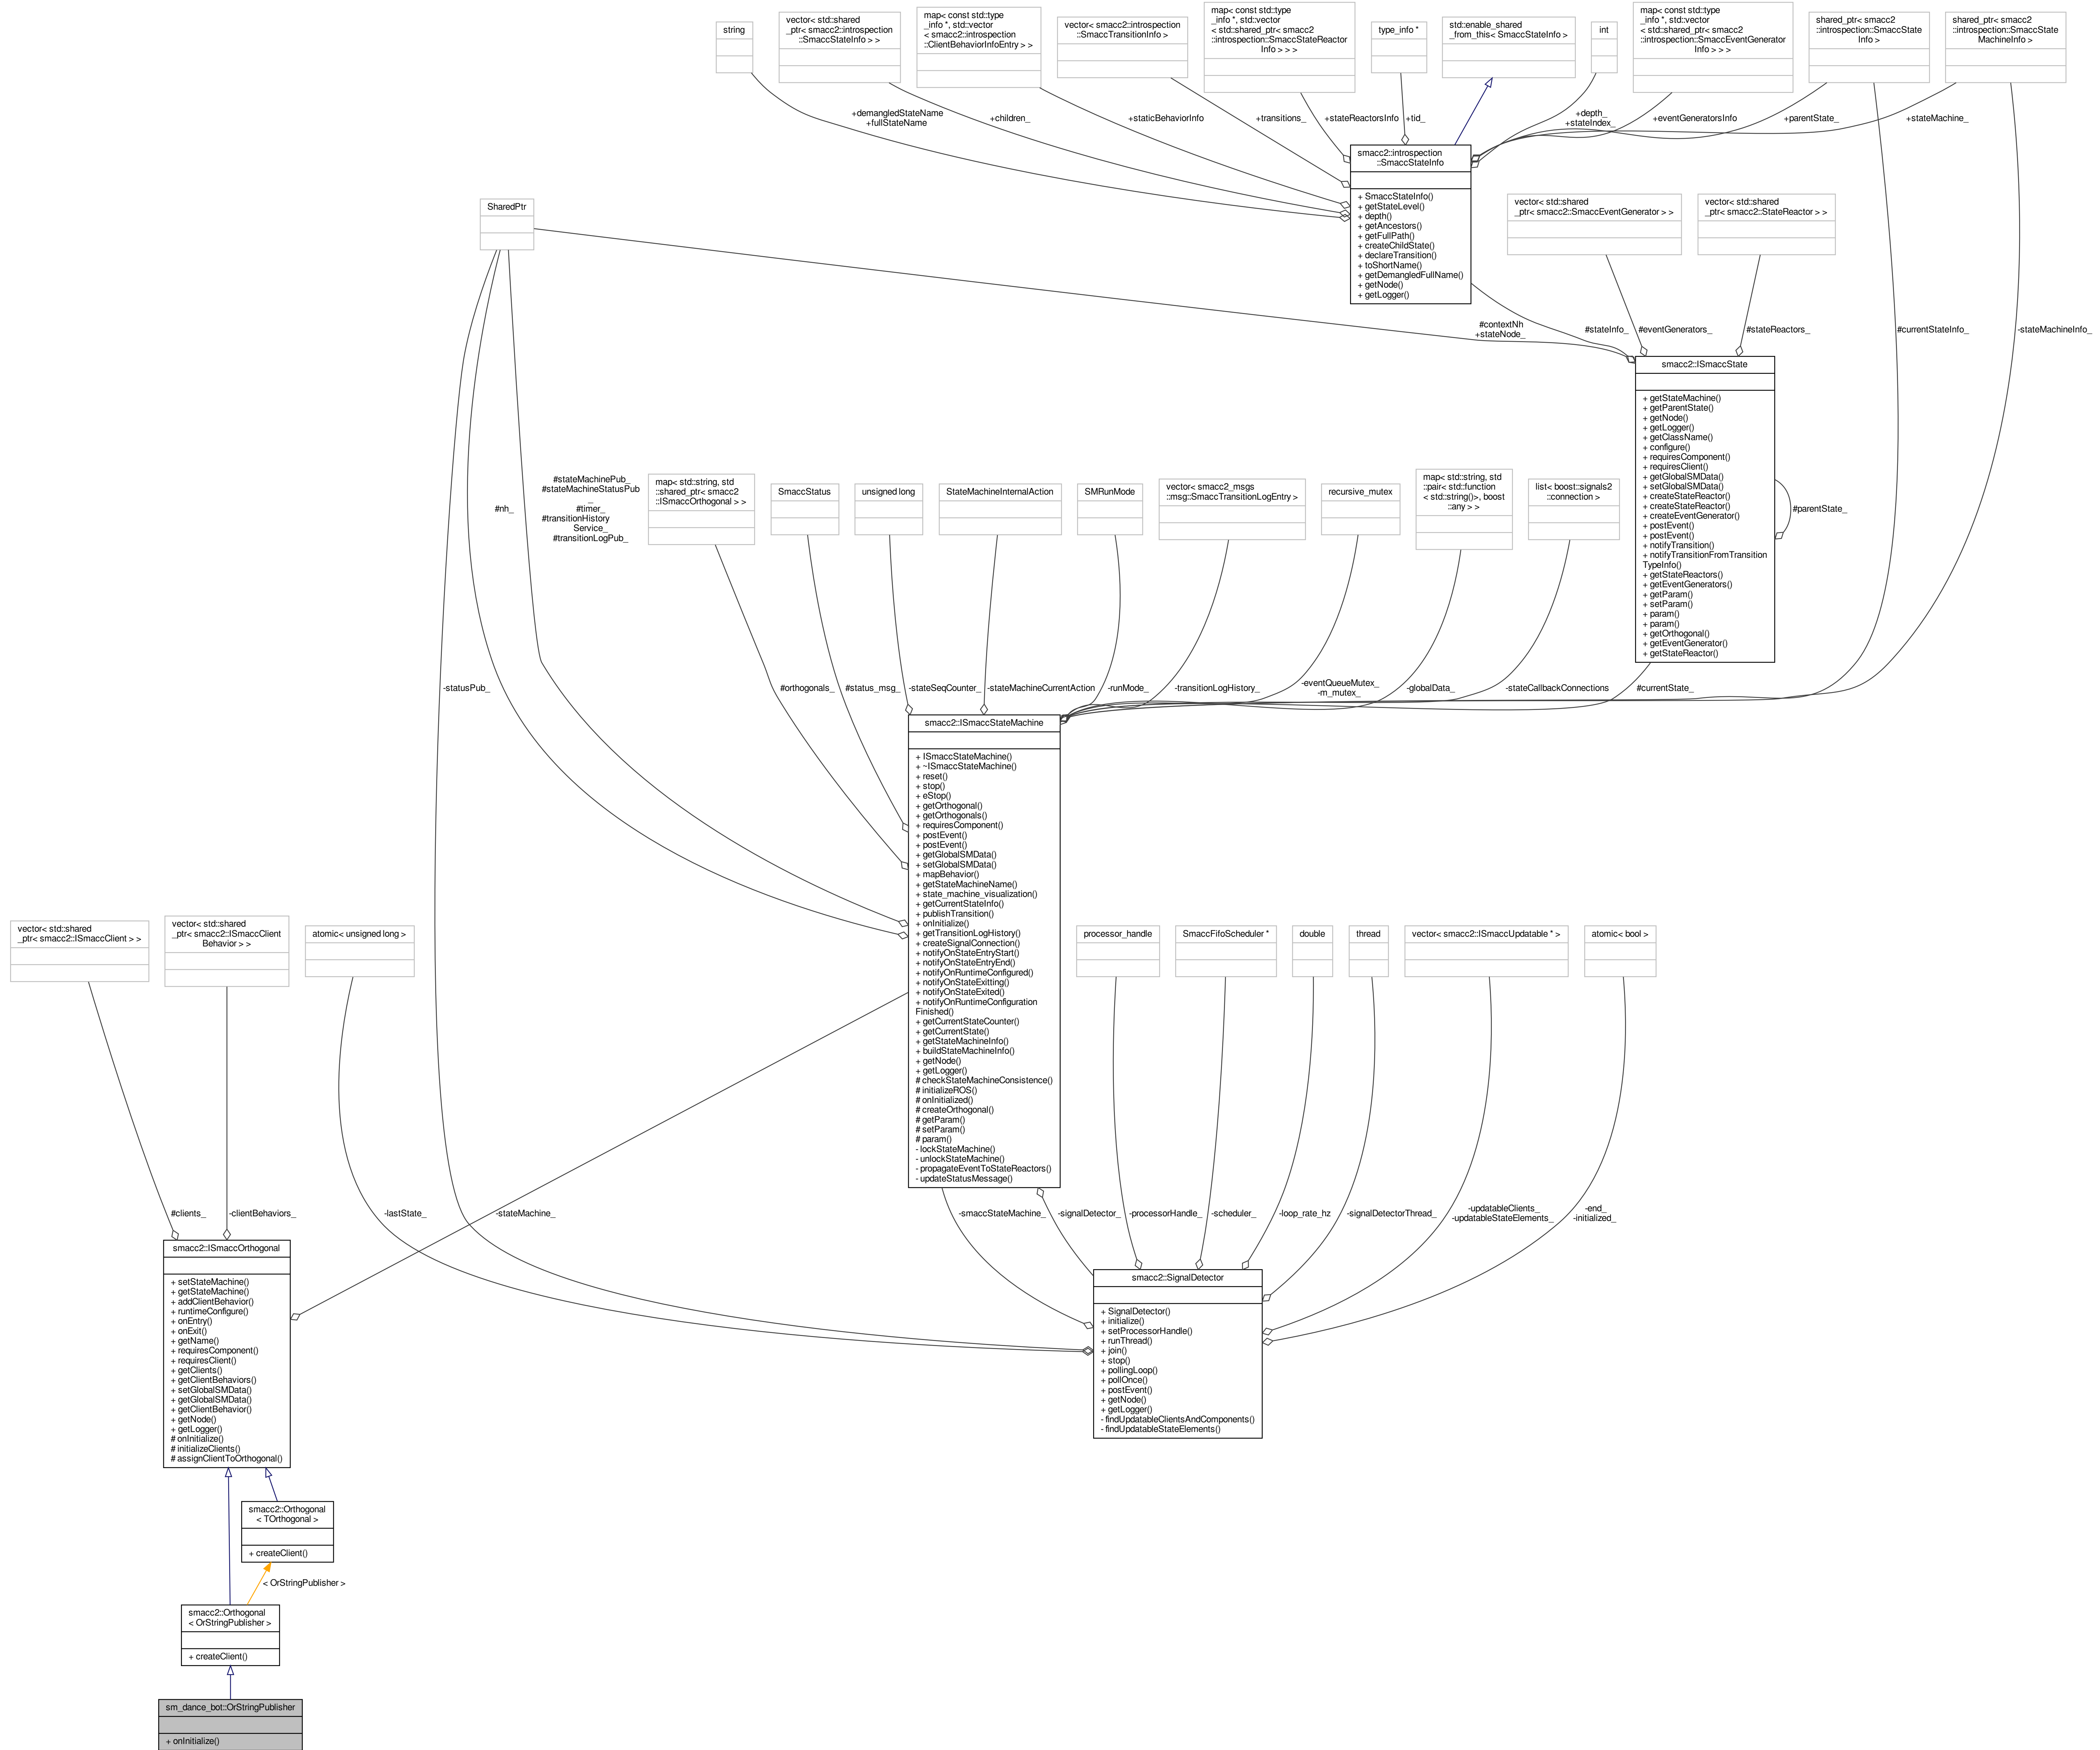 string
vector< std::shared
_ptr< smacc2::introspection
::SmaccStateInfo > >
map< const std::type
_info *, std::vector
< smacc2::introspection
::ClientBehaviorInfoEntry > >
vector< smacc2::introspection
::SmaccTransitionInfo >
map< const std::type
_info *, std::vector
< std::shared_ptr< smacc2
::introspection::SmaccStateReactor
Info > > >
type_info *
std::enable_shared
_from_this< SmaccStateInfo >
int
map< const std::type
_info *, std::vector
< std::shared_ptr< smacc2
::introspection::SmaccEventGenerator
Info > > >
shared_ptr< smacc2
::introspection::SmaccState
Info >
shared_ptr< smacc2
::introspection::SmaccState
MachineInfo >
+demangledStateName
+fullStateName
+children_
+staticBehaviorInfo
+transitions_
+stateReactorsInfo
+tid_
+depth_
+stateIndex_
+eventGeneratorsInfo
+parentState_
+stateMachine_
smacc2::introspection
::SmaccStateInfo
+ SmaccStateInfo()
+ getStateLevel()
+ depth()
+ getAncestors()
+ getFullPath()
+ createChildState()
+ declareTransition()
+ toShortName()
+ getDemangledFullName()
+ getNode()
+ getLogger()
SharedPtr
vector< std::shared
_ptr< smacc2::SmaccEventGenerator > >
vector< std::shared
_ptr< smacc2::StateReactor > >
#contextNh
+stateNode_
#stateInfo_
#eventGenerators_
#stateReactors_
#currentStateInfo_
-stateMachineInfo_
smacc2::ISmaccState
+ getStateMachine()
+ getParentState()
+ getNode()
+ getLogger()
+ getClassName()
+ configure()
+ requiresComponent()
+ requiresClient()
+ getGlobalSMData()
+ setGlobalSMData()
+ createStateReactor()
+ createStateReactor()
+ createEventGenerator()
+ postEvent()
+ postEvent()
+ notifyTransition()
+ notifyTransitionFromTransition
TypeInfo()
+ getStateReactors()
+ getEventGenerators()
+ getParam()
+ setParam()
+ param()
+ param()
+ getOrthogonal()
+ getEventGenerator()
+ getStateReactor()
#parentState_
#nh_
#stateMachinePub_
#stateMachineStatusPub
_
#timer_
#transitionHistory
Service_
#transitionLogPub_
map< std::string, std
::shared_ptr< smacc2
::ISmaccOrthogonal > >
SmaccStatus
unsigned long
StateMachineInternalAction
SMRunMode
vector< smacc2_msgs
::msg::SmaccTransitionLogEntry >
recursive_mutex
map< std::string, std
::pair< std::function
< std::string()>, boost
::any > >
list< boost::signals2
::connection >
-statusPub_
#orthogonals_
#status_msg_
-stateSeqCounter_
-stateMachineCurrentAction
-runMode_
-transitionLogHistory_
-eventQueueMutex_
-m_mutex_
-globalData_
-stateCallbackConnections
#currentState_
smacc2::ISmaccStateMachine
+ ISmaccStateMachine()
+ ~ISmaccStateMachine()
+ reset()
+ stop()
+ eStop()
+ getOrthogonal()
+ getOrthogonals()
+ requiresComponent()
+ postEvent()
+ postEvent()
+ getGlobalSMData()
+ setGlobalSMData()
+ mapBehavior()
+ getStateMachineName()
+ state_machine_visualization()
+ getCurrentStateInfo()
+ publishTransition()
+ onInitialize()
+ getTransitionLogHistory()
+ createSignalConnection()
+ notifyOnStateEntryStart()
+ notifyOnStateEntryEnd()
+ notifyOnRuntimeConfigured()
+ notifyOnStateExitting()
+ notifyOnStateExited()
+ notifyOnRuntimeConfiguration
Finished()
+ getCurrentStateCounter()
+ getCurrentState()
+ getStateMachineInfo()
+ buildStateMachineInfo()
+ getNode()
+ getLogger()
# checkStateMachineConsistence()
# initializeROS()
# onInitialized()
# createOrthogonal()
# getParam()
# setParam()
# param()
- lockStateMachine()
- unlockStateMachine()
- propagateEventToStateReactors()
- updateStatusMessage()
vector< std::shared
_ptr< smacc2::ISmaccClient > >
vector< std::shared
_ptr< smacc2::ISmaccClient
Behavior > >
atomic< unsigned long >
processor_handle
SmaccFifoScheduler *
double
thread
vector< smacc2::ISmaccUpdatable * >
atomic< bool >
#clients_
-clientBehaviors_
-lastState_
-stateMachine_
-smaccStateMachine_
-signalDetector_
-processorHandle_
-scheduler_
-loop_rate_hz
-signalDetectorThread_
-updatableClients_
-updatableStateElements_
-end_
-initialized_
smacc2::ISmaccOrthogonal
+ setStateMachine()
+ getStateMachine()
+ addClientBehavior()
+ runtimeConfigure()
+ onEntry()
+ onExit()
+ getName()
+ requiresComponent()
+ requiresClient()
+ getClients()
+ getClientBehaviors()
+ setGlobalSMData()
+ getGlobalSMData()
+ getClientBehavior()
+ getNode()
+ getLogger()
# onInitialize()
# initializeClients()
# assignClientToOrthogonal()
smacc2::SignalDetector
+ SignalDetector()
+ initialize()
+ setProcessorHandle()
+ runThread()
+ join()
+ stop()
+ pollingLoop()
+ pollOnce()
+ postEvent()
+ getNode()
+ getLogger()
- findUpdatableClientsAndComponents()
- findUpdatableStateElements()
smacc2::Orthogonal
< TOrthogonal >
+ createClient()
< OrStringPublisher >
smacc2::Orthogonal
< OrStringPublisher >
+ createClient()
sm_dance_bot::OrStringPublisher
+ onInitialize()